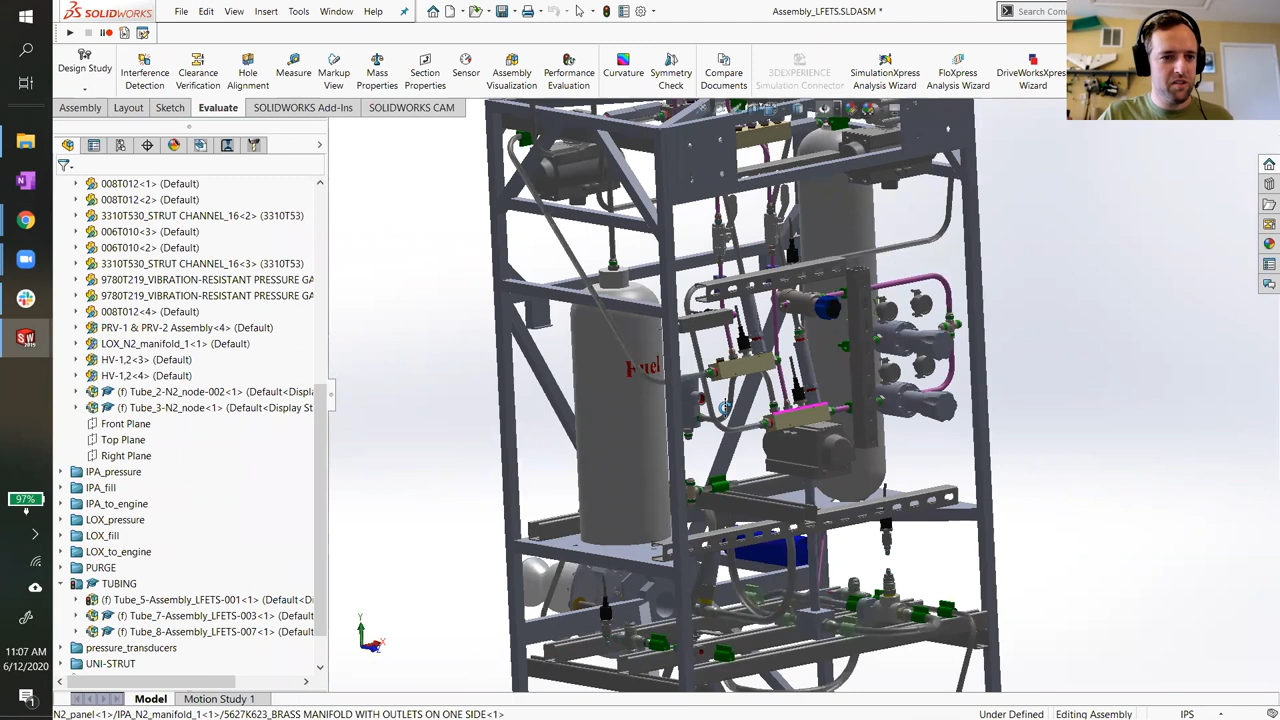 SOLIDWORKS
File Edit View Insert Tools Window Help
Assembly_LFETS.SLDASM *
Search Com
Design Study
Interference Detection
Clearance Verification
Hole Alignment
Measure
Markup View
Mass Properties
Section Properties
Sensor
Assembly Visualization
Performance Evaluation
Curvature
Symmetry Check
Compare Documents
3DEXPERIENCE Simulation Connector
SimulationXpress Analysis Wizard
FloXpress Analysis Wizard
DriveWorksXpress Wizard
Assembly Layout Sketch Evaluate SOLIDWORKS Add-Ins SOLIDWORKS CAM
008T012<1> (Default)
008T012<2> (Default)
3310T530_STRUT CHANNEL_16<2> (3310T53)
006T010<3> (Default)
006T010<2> (Default)
3310T530_STRUT CHANNEL_16<3> (3310T53)
9780T219_VIBRATION-RESISTANT PRESSURE GA
9780T219_VIBRATION-RESISTANT PRESSURE GA
008T012<4> (Default)
PRV-1 & PRV-2 Assembly<4> (Default)
LOX_N2_manifold_1<1> (Default)
HV-1,2<3> (Default)
HV-1,2<4> (Default)
(f) Tube_2-N2_node-002<1> (Default<Displa
(f) Tube_3-N2_node<1> (Default<Display St
Front Plane
Top Plane
Right Plane
IPA_pressure
IPA_fill
IPA_to_engine
LOX_pressure
LOX_fill
LOX_to_engine
PURGE
TUBING
(f) Tube_5-Assembly_LFETS-001<1> (Default<D
(f) Tube_7-Assembly_LFETS-003<1> (Default
(f) Tube_8-Assembly_LFETS-007<1> (Default
pressure_transducers
UNI-STRUT
Fuel
Y
X
Z
97%
11:07 AM
6/12/2020
1
Model Motion Study 1
N2_panel<1>/IPA_N2_manifold_1<1>/5627K623_BRASS MANIFOLD WITH OUTLETS ON ONE SIDE<1>
Under Defined Editing Assembly IPS